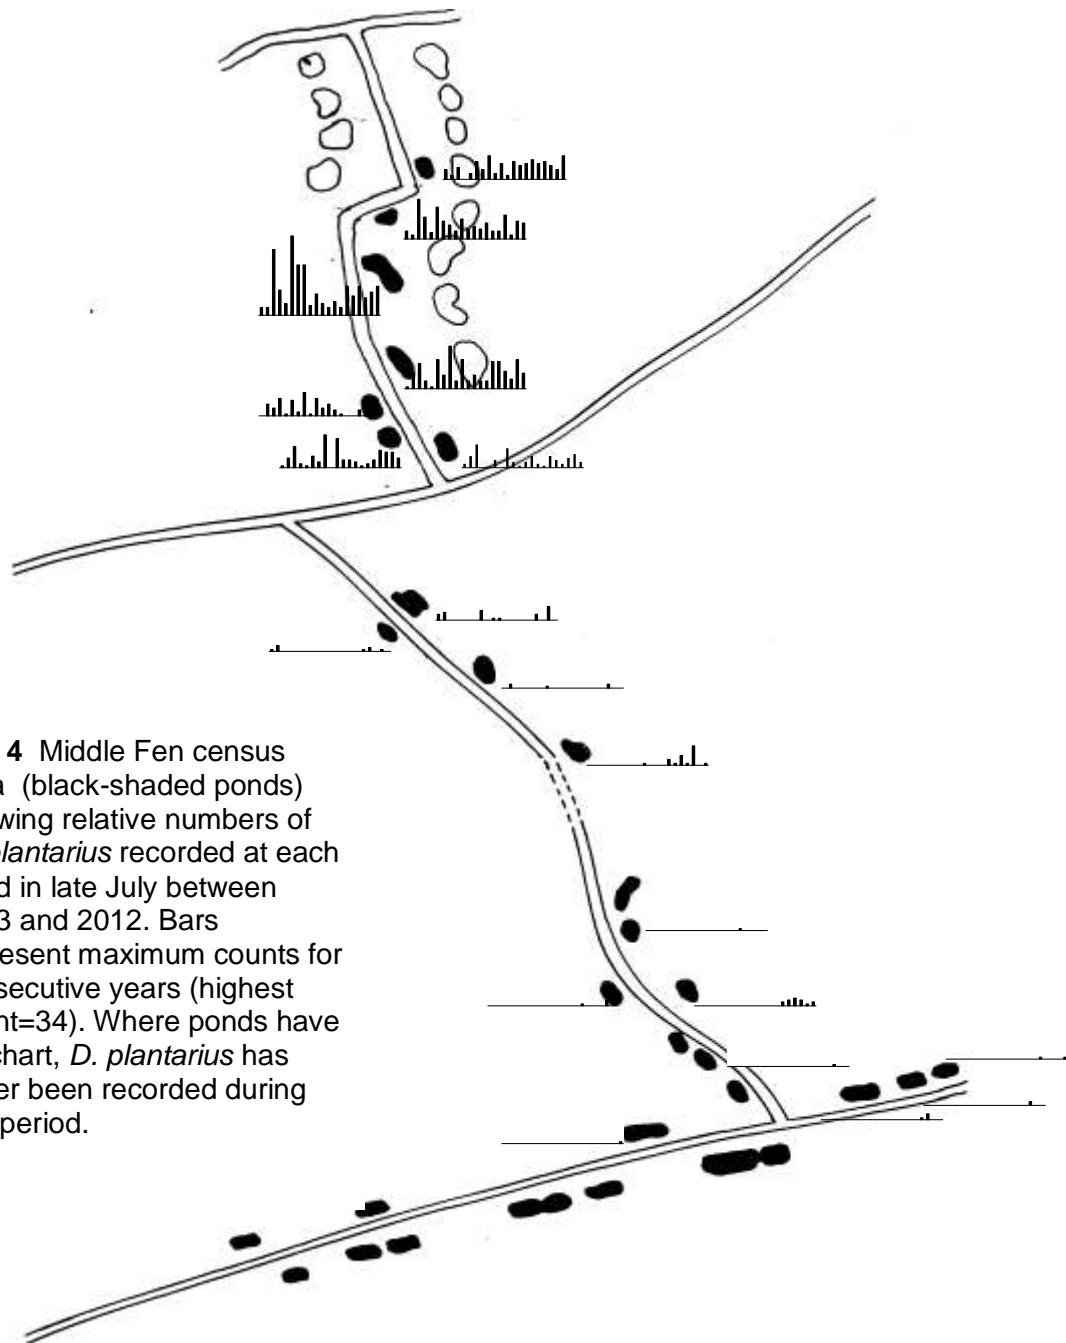 4 Middle Fen census
a (black-shaded ponds)
wing relative numbers of
plantarius recorded at each
d in late July between
3 and 2012. Bars
resent maximum counts for
secutive years (highest
nt=34). Where ponds have
chart, D. plantarius has
er been recorded during
period.